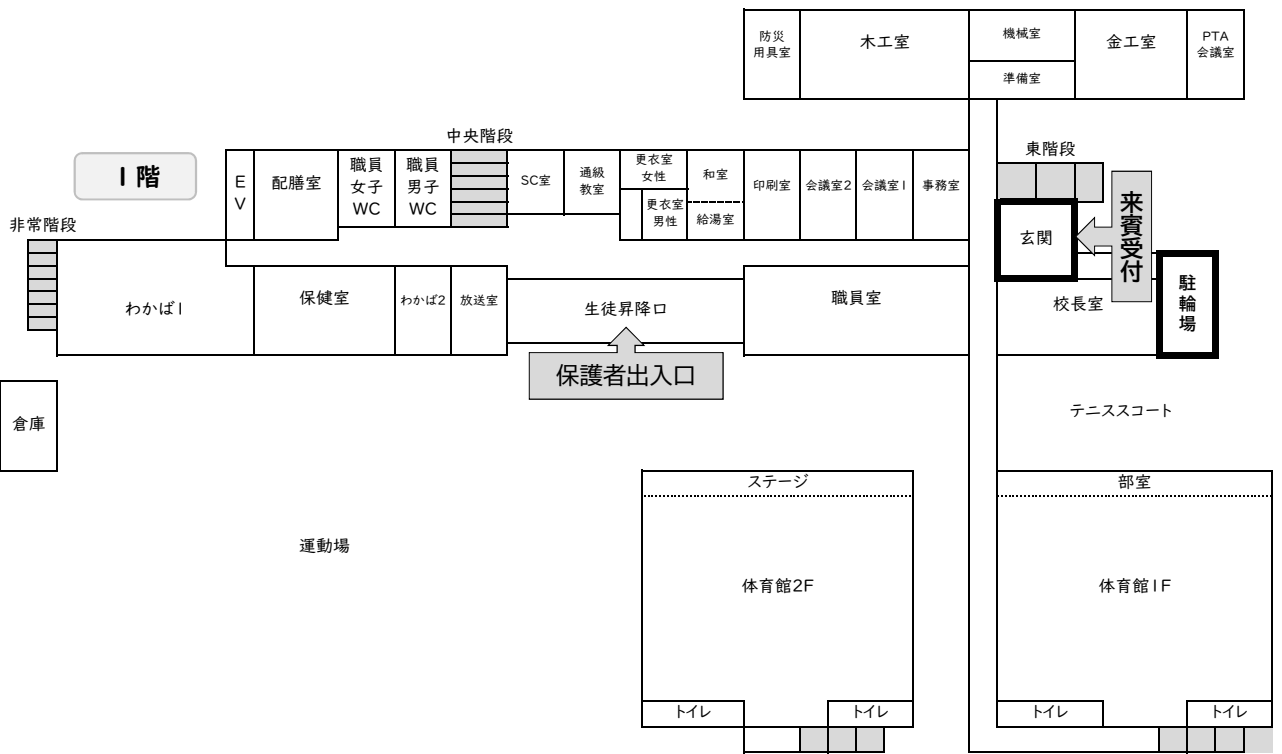 防災
用具室
木工室
機械室
準備室
金工室
PTA
会議室
中央階段
東階段
1階
EV
配膳室
職員
女子
WC
職員
男子
WC
SC室
通級
教室
更衣室
女性
更衣室
男性
和室
給湯室
印刷室
会議室2
会議室1
事務室
玄関
来賓受付
駐輪場
非常階段
わかば1
保健室
わかば2
放送室
生徒昇降口
職員室
校長室
保護者出入口
倉庫
テニススコート
ステージ
部室
運動場
体育館2F
体育館1F
トイレ
トイレ
トイレ
トイレ